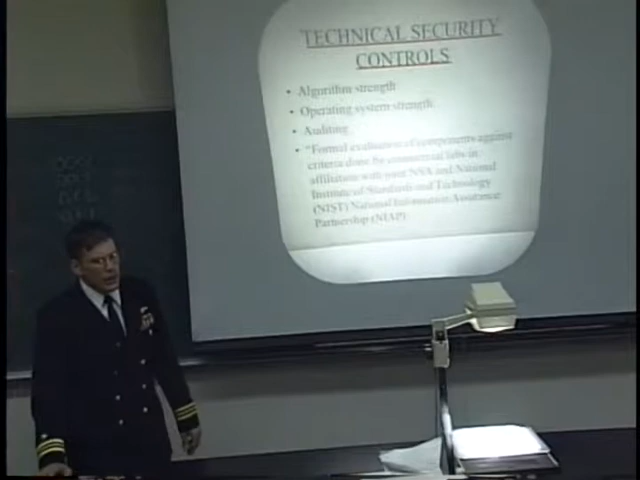 TECHNICAL SECURITY
CONTROLS
• Algorithm strength
• Operating system strength
• Auditing
• "Formal evaluation of components against
criteria done by commercial labs in
affiliation with joint NSA and National
Institute of Standards and Technology
(NIST) National Information Assurance
Partnership (NIAP)